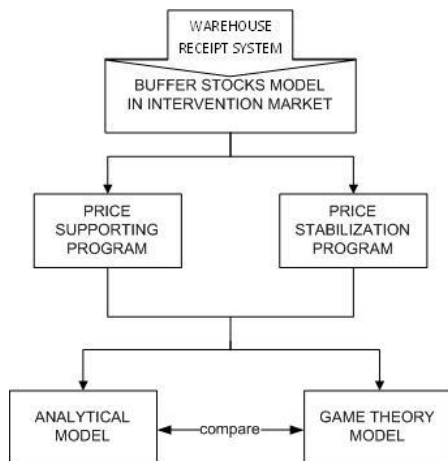 WAREHOUSE
RECEIPT SYSTEM
BUFFER STOCKS MODEL
IN INTERVENTION MARKET
PRICE
SUPPORTING
PROGRAM
PRICE
STABILIZATION
PROGRAM
ANALYTICAL
MODEL
compare
GAME THEORY
MODEL